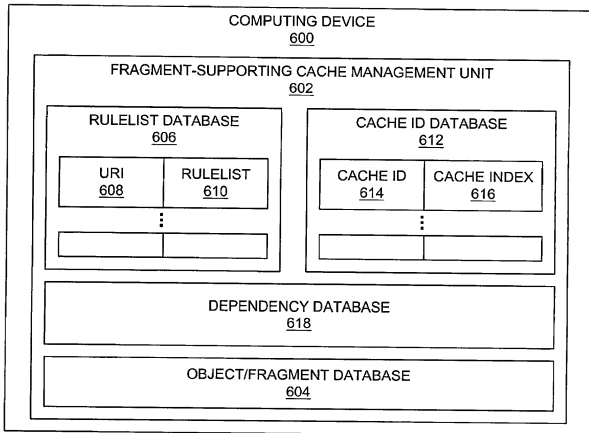 COMPUTING DEVICE
600
FRAGMENT-SUPPORTING CACHE MANAGEMENT UNIT
602
RULELIST DATABASE
606
URI
608
RULELIST
610
CACHE ID DATABASE
612
CACHE ID
614
CACHE INDEX
616
DEPENDENCY DATABASE
618
OBJECT/FRAGMENT DATABASE
604